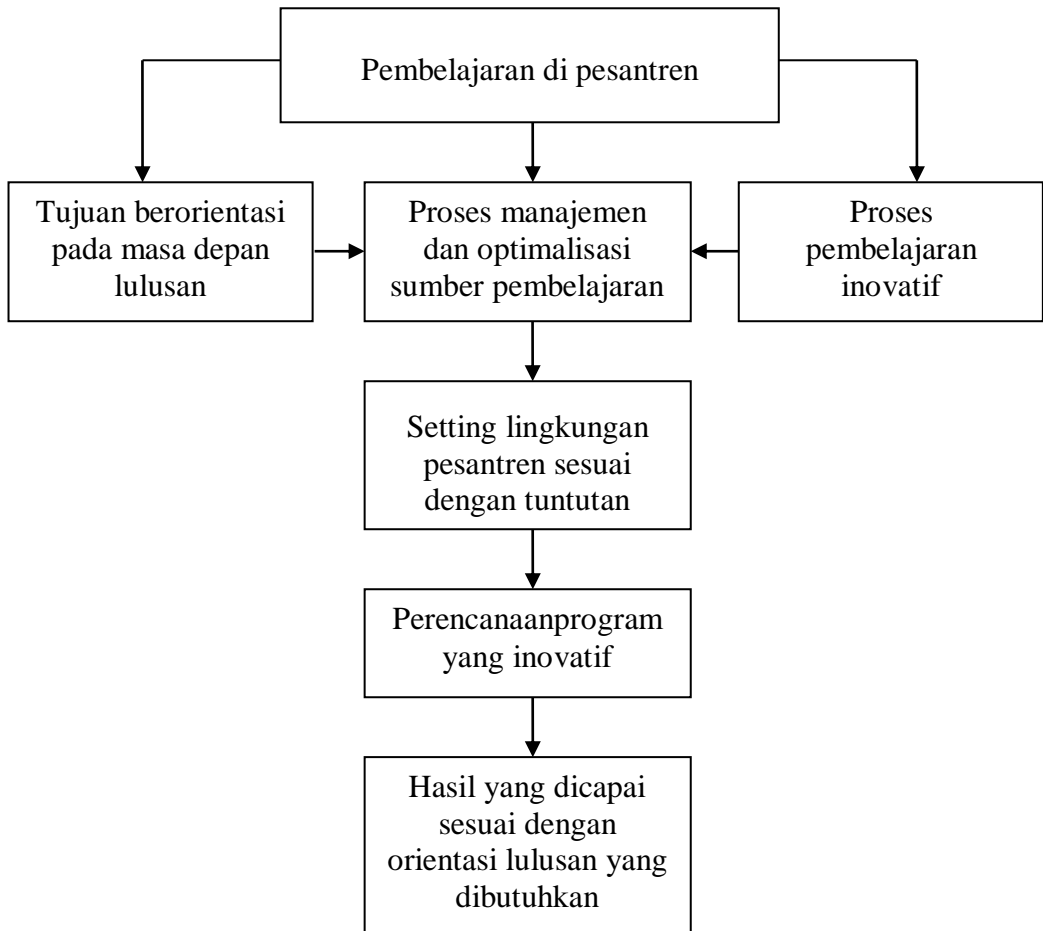 Pembelajaran di pesantren
Tujuan berorientasi
pada masa depan
lulusan
Proses manajemen
dan optimalisasi
sumber pembelajaran
Proses
pembelajaran
inovatif
Setting lingkungan
pesantren sesuai
dengan tuntutan
Perencanaanprogram
yang inovatif
Hasil yang dicapai
sesuai dengan
orientasi lulusan yang
dibutuhkan